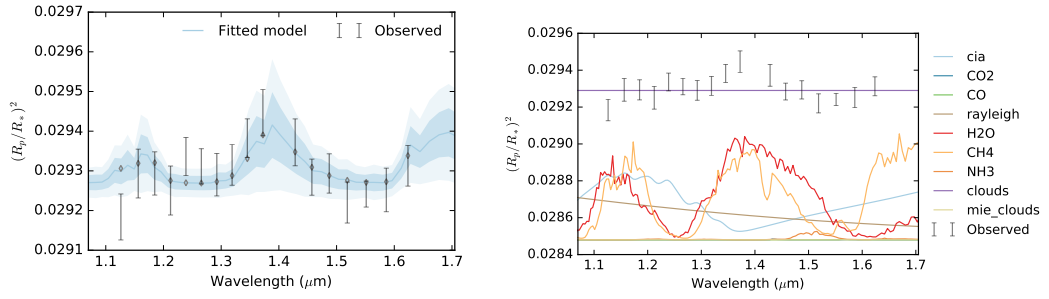 0.0297
0.0296
0.0295
0.0294
0.0293
0.0292
0.0291
(Rp/R*)²
Fitted model
Observed
1.1 1.2 1.3 1.4 1.5 1.6 1.7
Wavelength (μm)
0.0296
0.0294
0.0292
0.0290
0.0288
0.0286
0.0284
(Rp/R*)²
1.1 1.2 1.3 1.4 1.5 1.6 1.7
Wavelength (μm)
cia
CO2
CO
rayleigh
H2O
CH4
NH3
clouds
mie_clouds
Observed